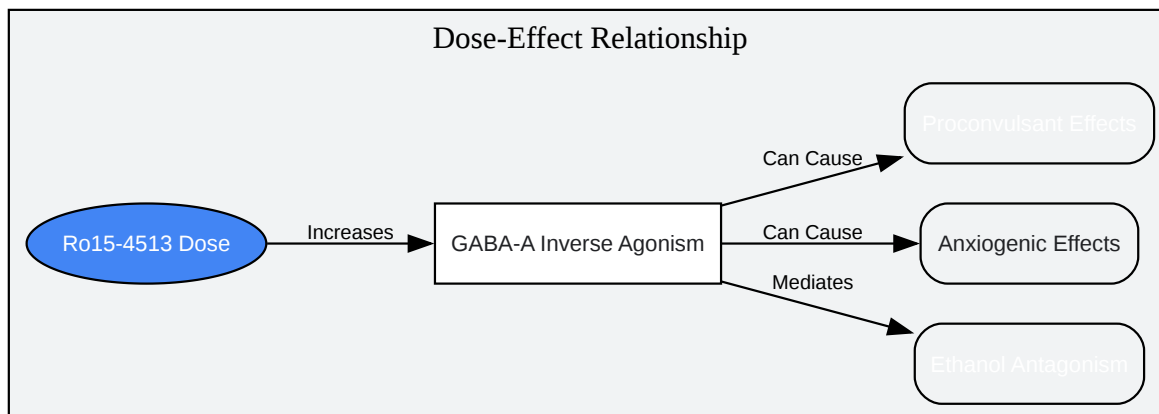 Dose-Effect Relationship
Proconvulsant Effects
Can Cause
Ro15-4513 Dose
Increases
GABA-A Inverse Agonism
Can Cause
Anxiogenic Effects
Mediates
Ethanol Antagonism